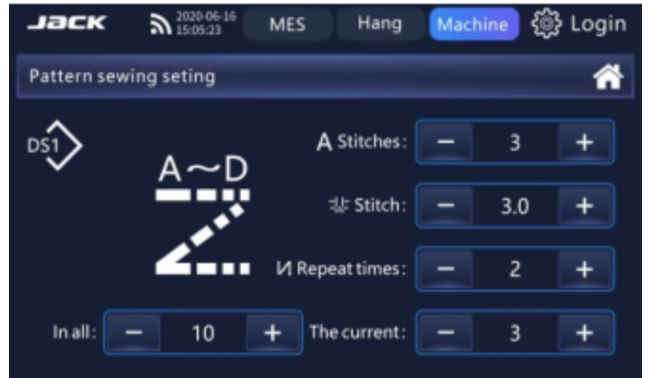 JACK 2020-06-16 MES Hang Machine Login
15:05:23
Pattern sewing seting
DS1
A～D
A Stitches: − 3 +
Stitch: − 3.0 +
Repeat times: − 2 +
In all: − 10 + The current: − 3 +